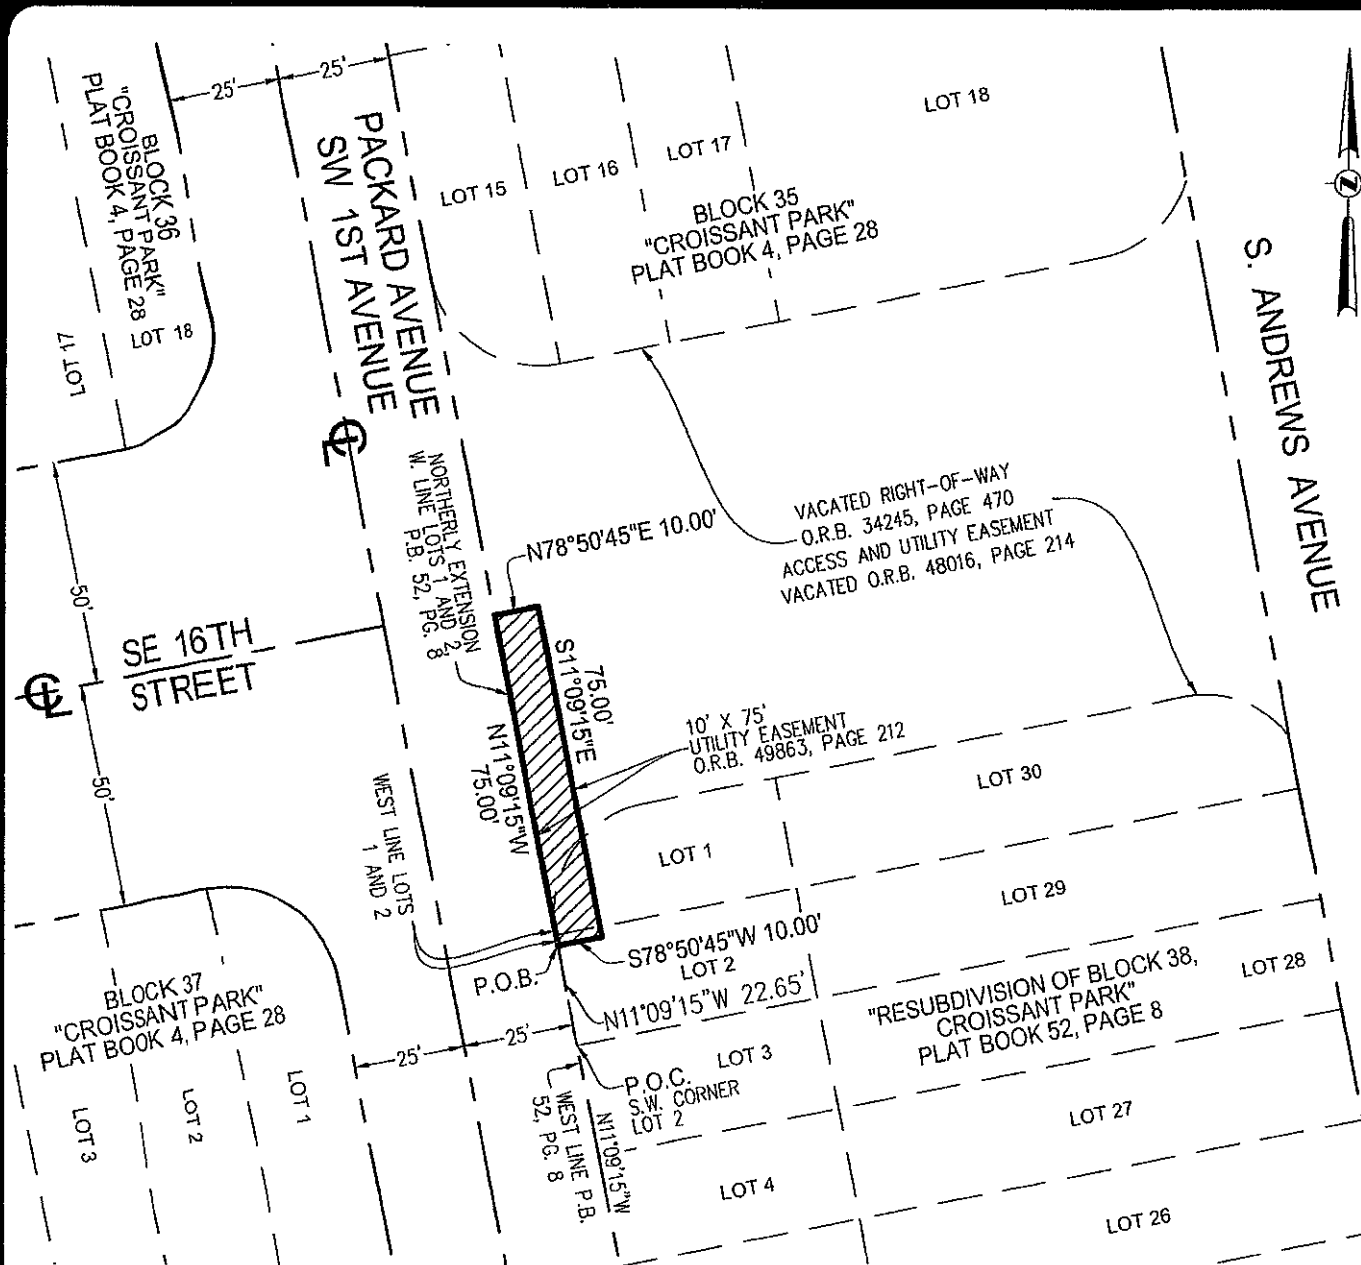 25'
25'
BLOCK 36
"CROISSANT PARK"
PLAT BOOK 4, PAGE 28
LOT 18
LOT 17
PACKARD AVENUE
SW 1ST AVENUE
LOT 15
LOT 16
LOT 17
LOT 18
BLOCK 35
"CROISSANT PARK"
PLAT BOOK 4, PAGE 28
Z
S. ANDREWS AVENUE
CL
NORTHERLY EXTENSION
W. LINE LOTS 1 AND 2,
P.B. 52, PG. 8
N78°50'45"E 10.00'
VACATED RIGHT-OF-WAY
O.R.B. 34245, PAGE 470
ACCESS AND UTILITY EASEMENT
VACATED O.R.B. 48016, PAGE 214
50'
SE 16TH
STREET
CL
50'
75.00'
S11°09'15"E
N11°09'15"W
75.00'
10' X 75'
UTILITY EASEMENT
O.R.B. 49863, PAGE 212
WEST LINE LOTS
1 AND 2
LOT 1
LOT 30
LOT 29
S78°50'45"W 10.00'
LOT 2
P.O.B.
N11°09'15"W 22.65'
"RESUBDIVISION OF BLOCK 38,
CROISSANT PARK"
PLAT BOOK 52, PAGE 8
LOT 28
BLOCK 37
"CROISSANT PARK"
PLAT BOOK 4, PAGE 28
25'
25'
LOT 3
P.O.C.
S.W. CORNER
LOT 2
LOT 1
LOT 2
LOT 3
WEST LINE P.B.
52, PG. 8
N11°09'15"W
LOT 27
LOT 4
LOT 26